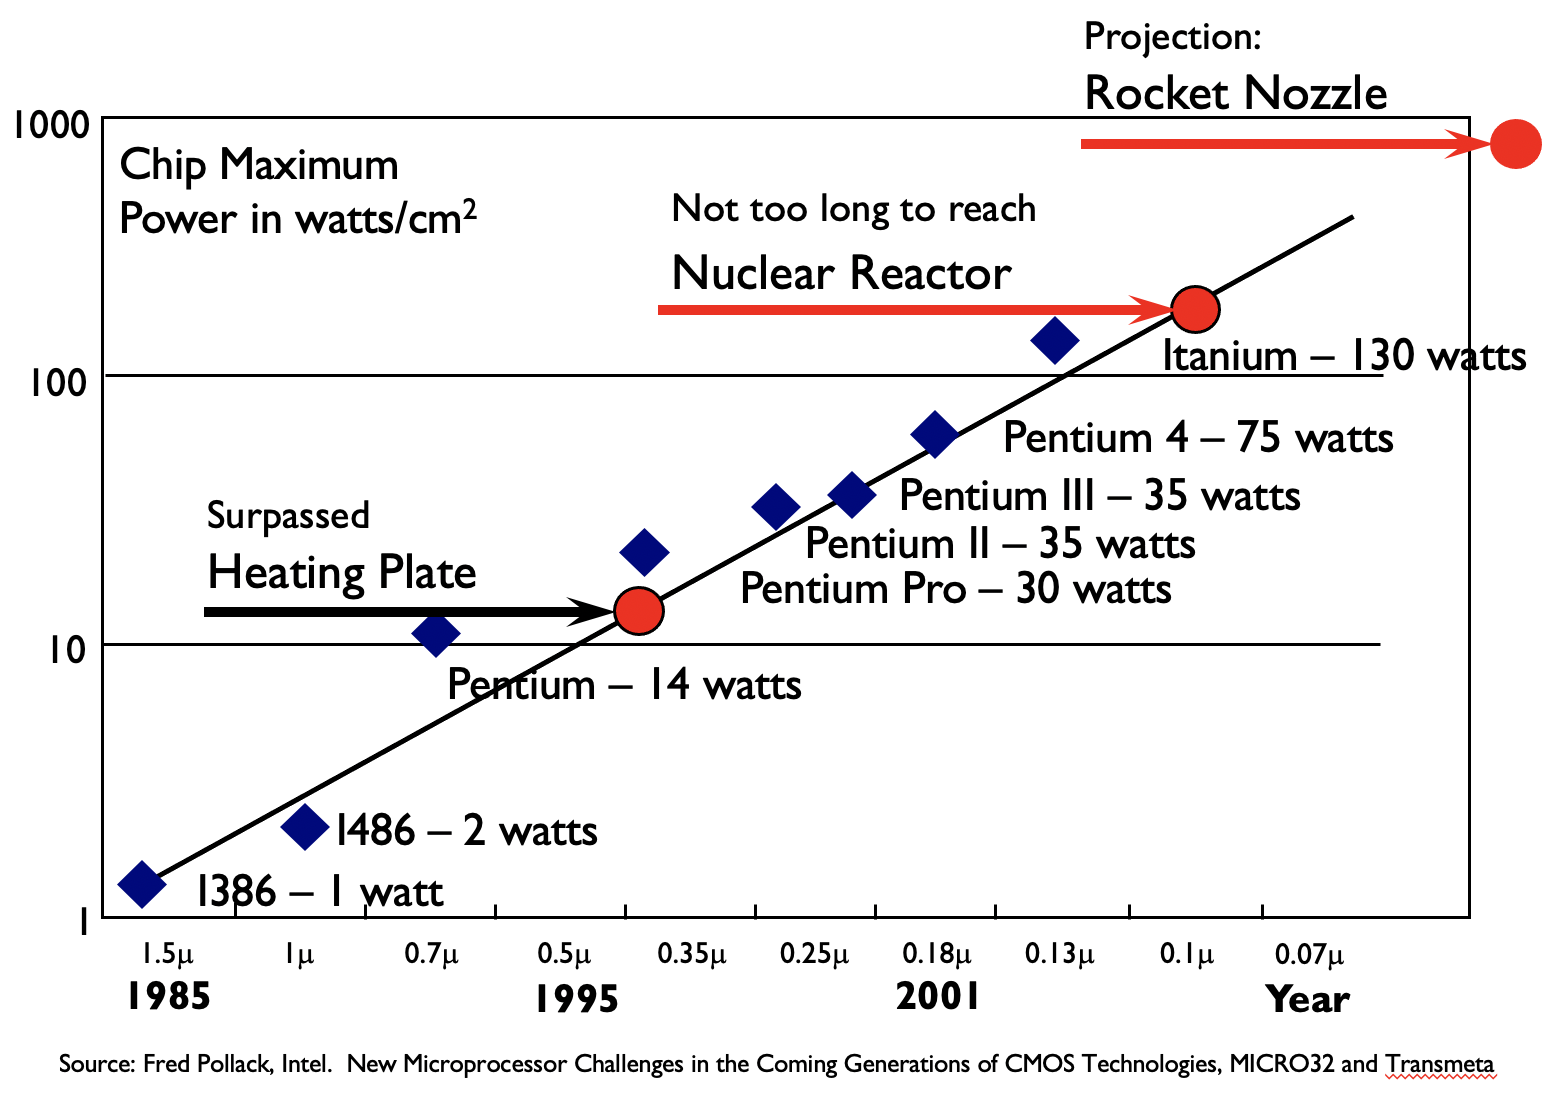 Projection:
Rocket Nozzle
1000
Chip Maximum
Power in watts/cm²
Not too long to reach
Nuclear Reactor
Itanium – 130 watts
100
Pentium 4 – 75 watts
Surpassed
Pentium III – 35 watts
Heating Plate
Pentium II – 35 watts
Pentium Pro – 30 watts
10
Pentium – 14 watts
I486 – 2 watts
I386 – 1 watt
1
1.5μ 1μ 0.7μ 0.5μ 0.35μ 0.25μ 0.18μ 0.13μ 0.1μ 0.07μ
1985 1995 2001 Year
Source: Fred Pollack, Intel. New Microprocessor Challenges in the Coming Generations of CMOS Technologies, MICRO32 and Transmeta